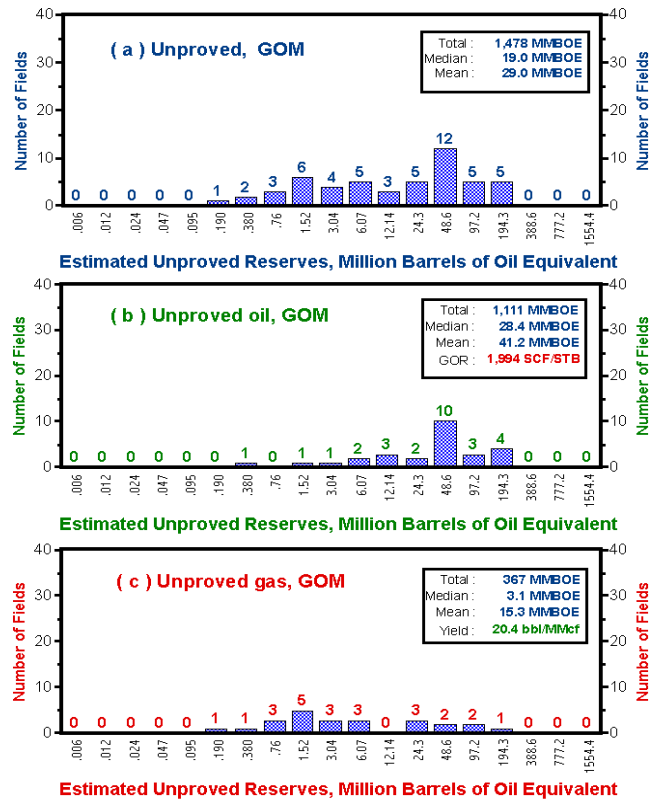 ( a ) Unproved, GOM
Total : 1,478 MMBOE
Median : 19.0 MMBOE
Mean : 29.0 MMBOE
Number of Fields
Number of Fields
40 40
30 30
20 20
10 10
0 0
0 0 0 0 0 1 2 3 6 4 5 3 5 12 5 5 0 0 0
.006 .012 .024 .047 .095 .190 .380 .76 1.52 3.04 6.07 12.14 24.3 48.6 97.2 194.3 388.6 777.2 1554.4
Estimated Unproved Reserves, Million Barrels of Oil Equivalent
( b ) Unproved oil, GOM
Total : 1,111 MMBOE
Median : 28.4 MMBOE
Mean : 41.2 MMBOE
GOR : 1,994 SCF/STB
Number of Fields
Number of Fields
40 40
30 30
20 20
10 10
0 0
0 0 0 0 0 0 1 0 1 1 2 3 2 10 3 4 0 0 0
.006 .012 .024 .047 .095 .190 .380 .76 1.52 3.04 6.07 12.14 24.3 48.6 97.2 194.3 388.6 777.2 1554.4
Estimated Unproved Reserves, Million Barrels of Oil Equivalent
( c ) Unproved gas, GOM
Total : 367 MMBOE
Median : 3.1 MMBOE
Mean : 15.3 MMBOE
Yield : 20.4 bbl/MMcf
Number of Fields
Number of Fields
40 40
30 30
20 20
10 10
0 0
0 0 0 0 0 1 1 3 5 3 3 0 3 2 2 1 0 0 0
.006 .012 .024 .047 .095 .190 .380 .76 1.52 3.04 6.07 12.14 24.3 48.6 97.2 194.3 388.6 777.2 1554.4
Estimated Unproved Reserves, Million Barrels of Oil Equivalent